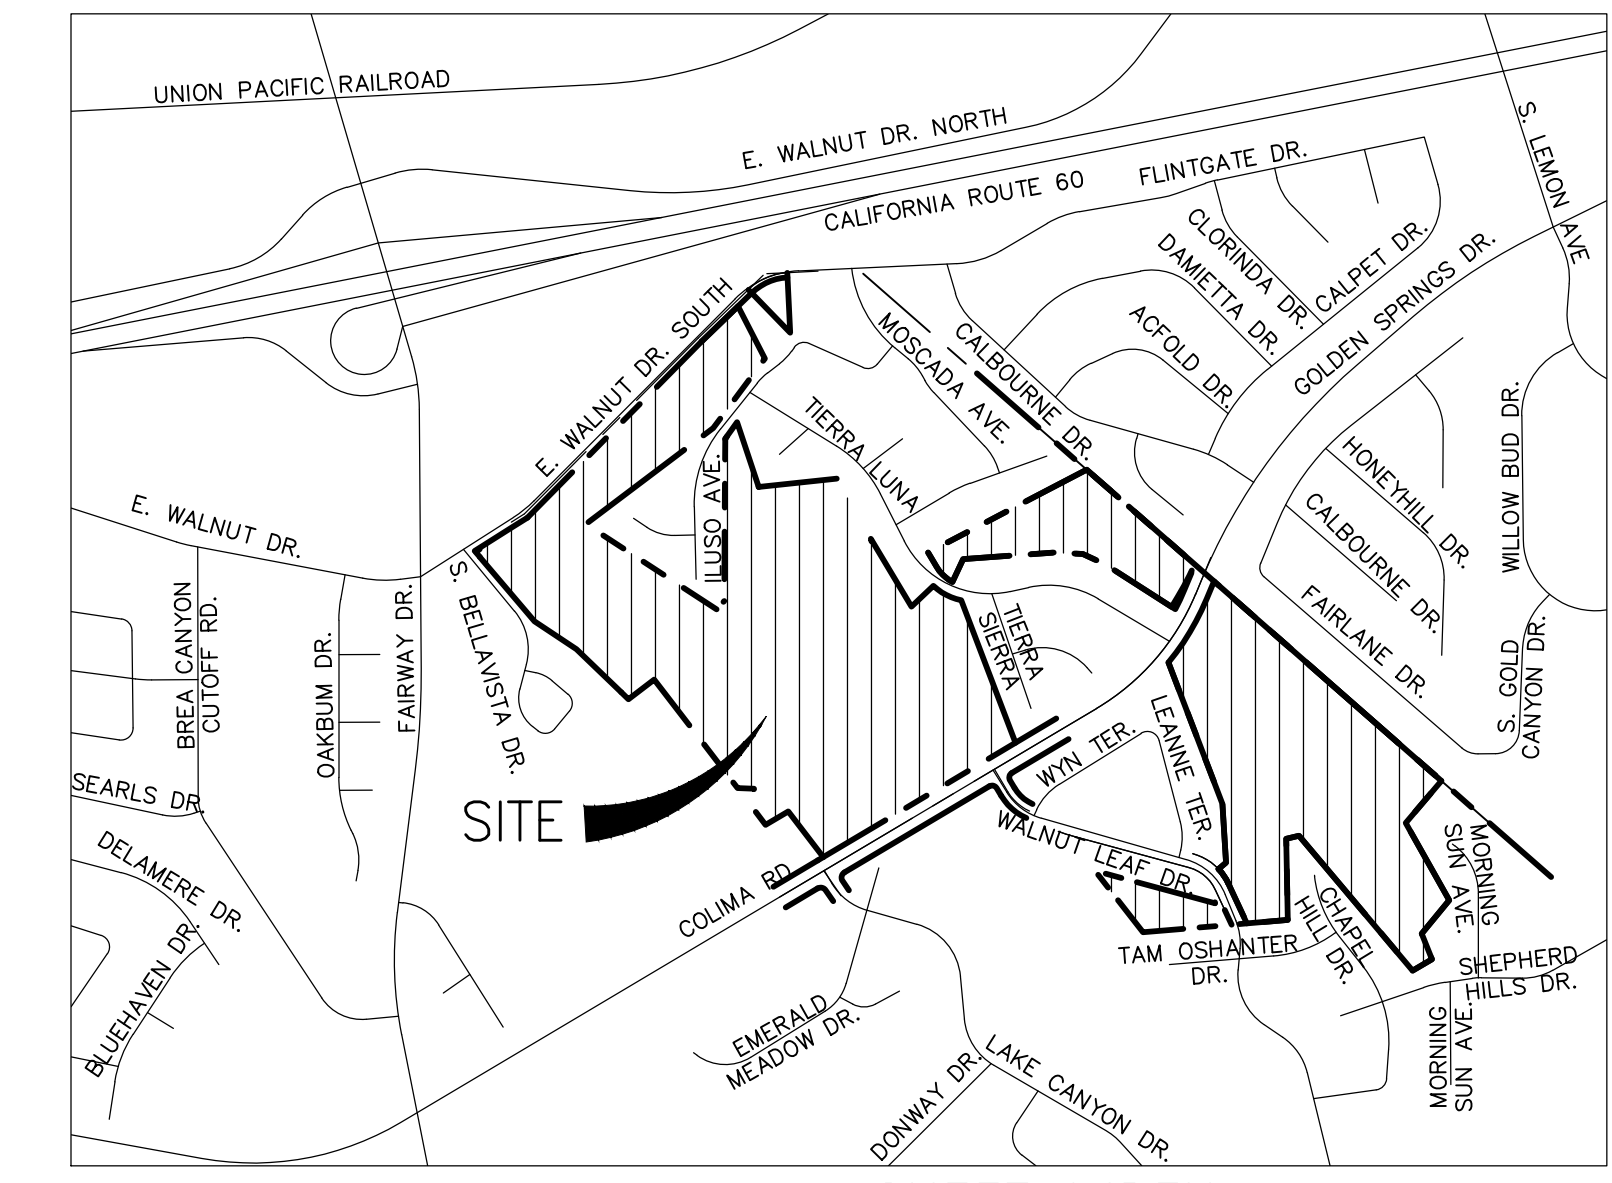 UNION PACIFIC RAILROAD
E. WALNUT DR. NORTH
S. LEMON AVE
CALIFORNIA ROUTE 60
FLINTGATE DR.
CLORINDA DR.
DAMIETTA DR.
CALPET DR.
ACFOLD DR.
GOLDEN SPRINGS DR.
E. WALNUT DR. SOUTH
MOSCADA AVE.
CALBOURNE DR.
TIERRA LUNA
ILUSO AVE.
HONEYHILL DR.
CALBOURNE DR.
WILLOW BUD DR.
FAIRLANE DR.
S. GOLD
CANYON DR.
E. WALNUT DR.
BREA CANYON
CUTOFF RD.
OAKBUM DR.
FAIRWAY DR.
S. BELLAVISTA DR.
TIERRA
SIERRA
LEANNE TER.
WYN TER.
SEARLS DR.
SITE
WALNUT LEAF DR.
DELAMERE DR.
COLIMA RD.
MORNING
SUN AVE.
CHAPEL
HILL DR.
TAM OSHANTER
DR.
BLUEHAVEN DR.
SHEPHERD
HILLS DR.
EMERALD
MEADOW DR.
MORNING
SUN AVE.
LAKE CANYON DR.
DONWAY DR.